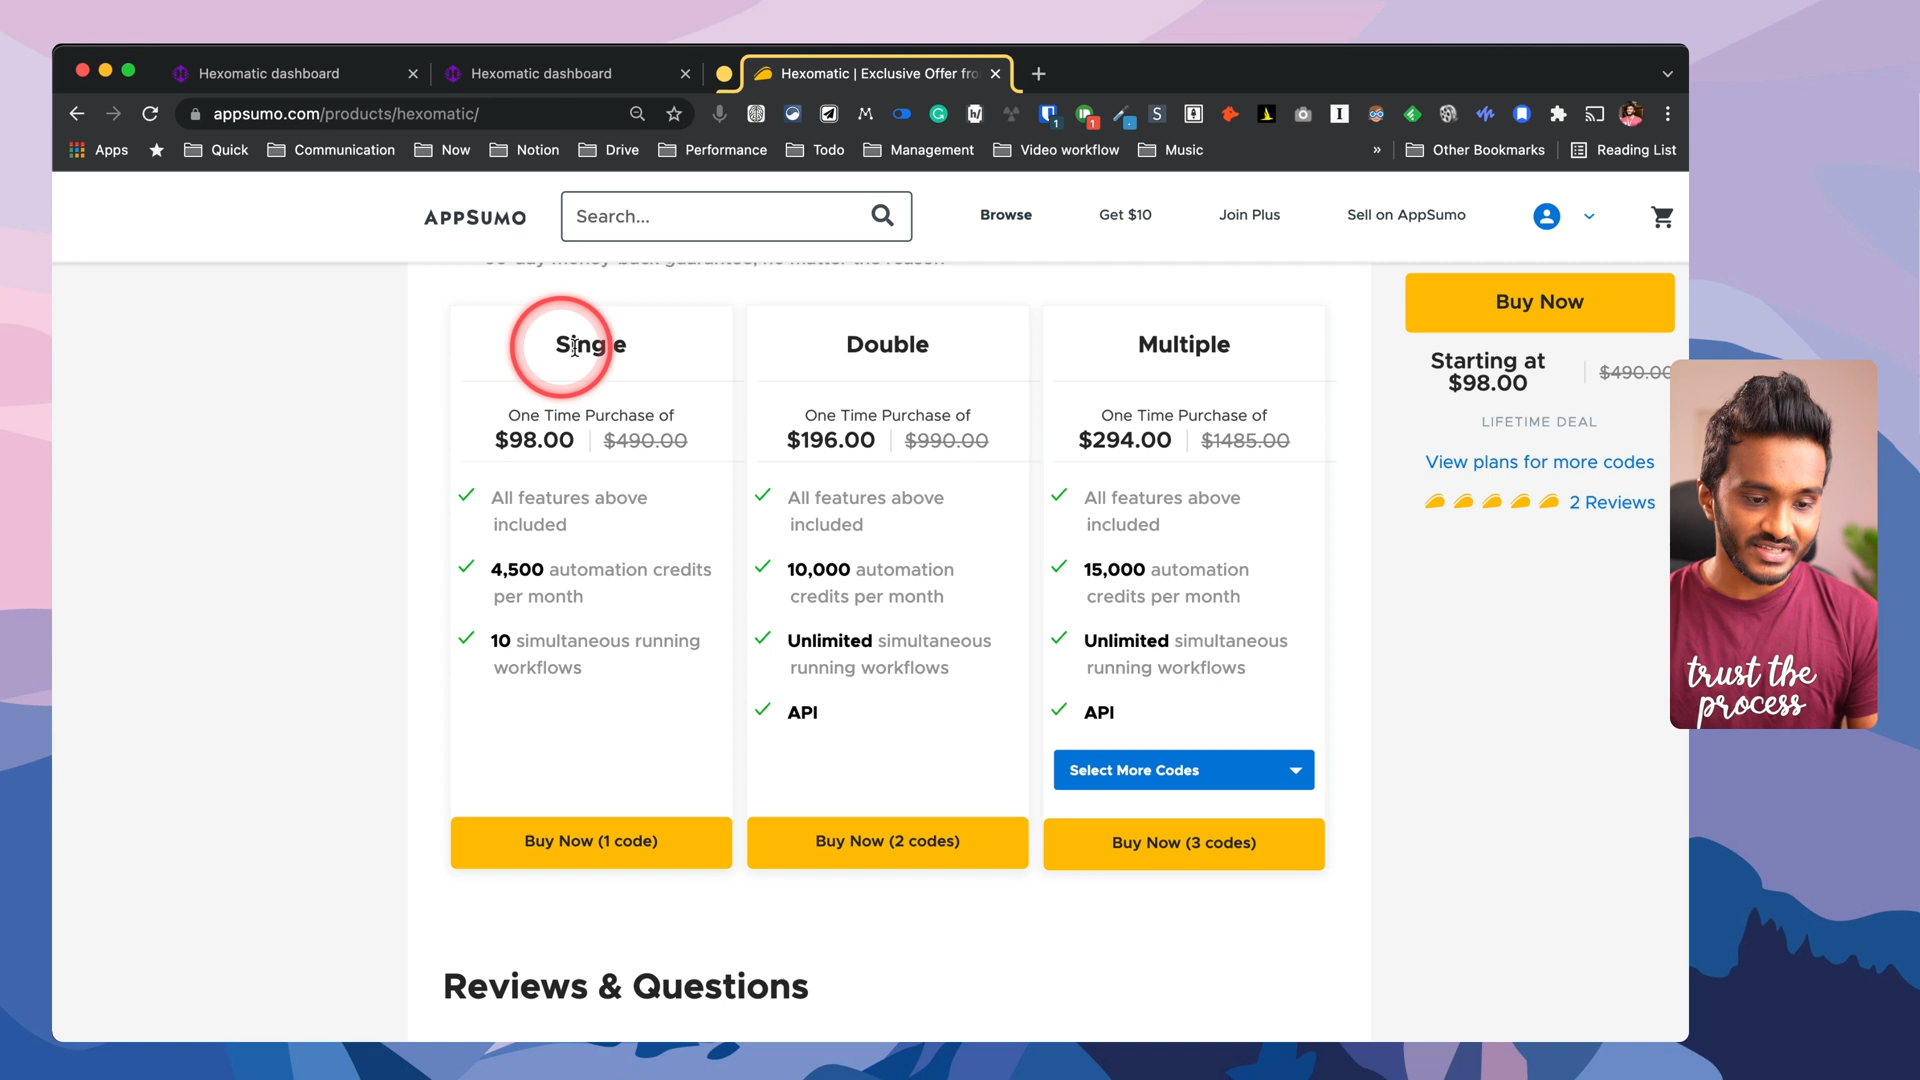 Hexomatic dashboard
Hexomatic dashboard
Hexomatic | Exclusive Offer fro
appsumo.com/products/hexomatic/
Apps
Quick
Communication
Now
Notion
Drive
Performance
Todo
Management
Video workflow
Music
»
Other Bookmarks
Reading List
APPSUMO
Search...
Browse
Get $10
Join Plus
Sell on AppSumo
Single
One Time Purchase of
$98.00 | $490.00
All features above
included
4,500 automation credits
per month
10 simultaneous running
workflows
Buy Now (1 code)
Double
One Time Purchase of
$196.00 | $990.00
All features above
included
10,000 automation
credits per month
Unlimited simultaneous
running workflows
API
Buy Now (2 codes)
Multiple
One Time Purchase of
$294.00 | $1485.00
All features above
included
15,000 automation
credits per month
Unlimited simultaneous
running workflows
API
Select More Codes
Buy Now (3 codes)
Buy Now
Starting at
$98.00
$490.00
LIFETIME DEAL
View plans for more codes
2 Reviews
trust the
process
Reviews & Questions